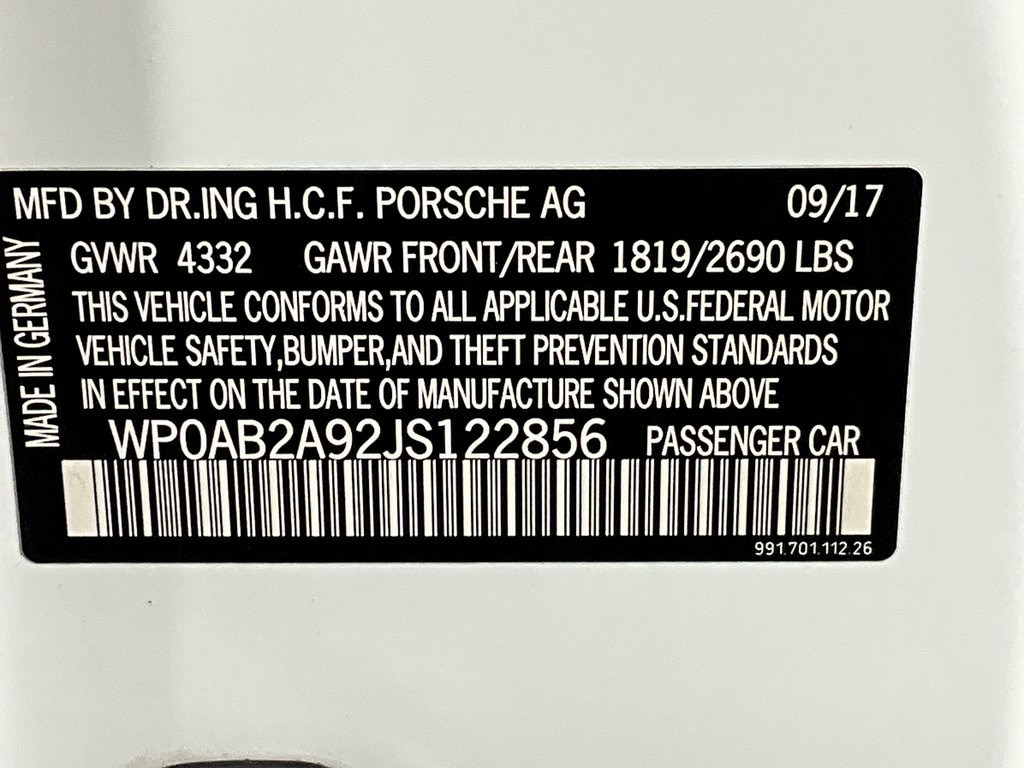 MFD BY DR.ING H.C.F. PORSCHE AG 09/17
GVWR 4332 GAWR FRONT/REAR 1819/2690 LBS
THIS VEHICLE CONFORMS TO ALL APPLICABLE U.S.FEDERAL MOTOR
VEHICLE SAFETY,BUMPER,AND THEFT PREVENTION STANDARDS
IN EFFECT ON THE DATE OF MANUFACTURE SHOWN ABOVE
WP0AB2A92JS122856 PASSENGER CAR
991.701.112.26
MADE IN GERMANY